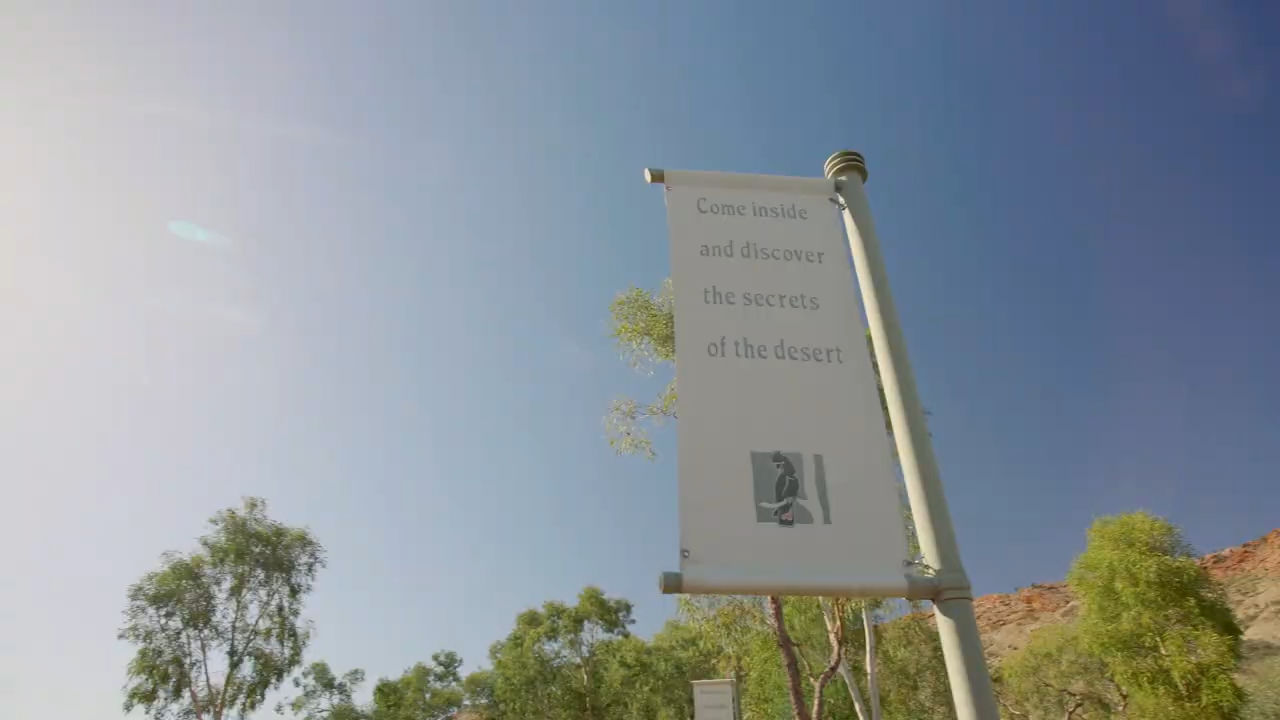 Come inside
and discover
the secrets
of the desert